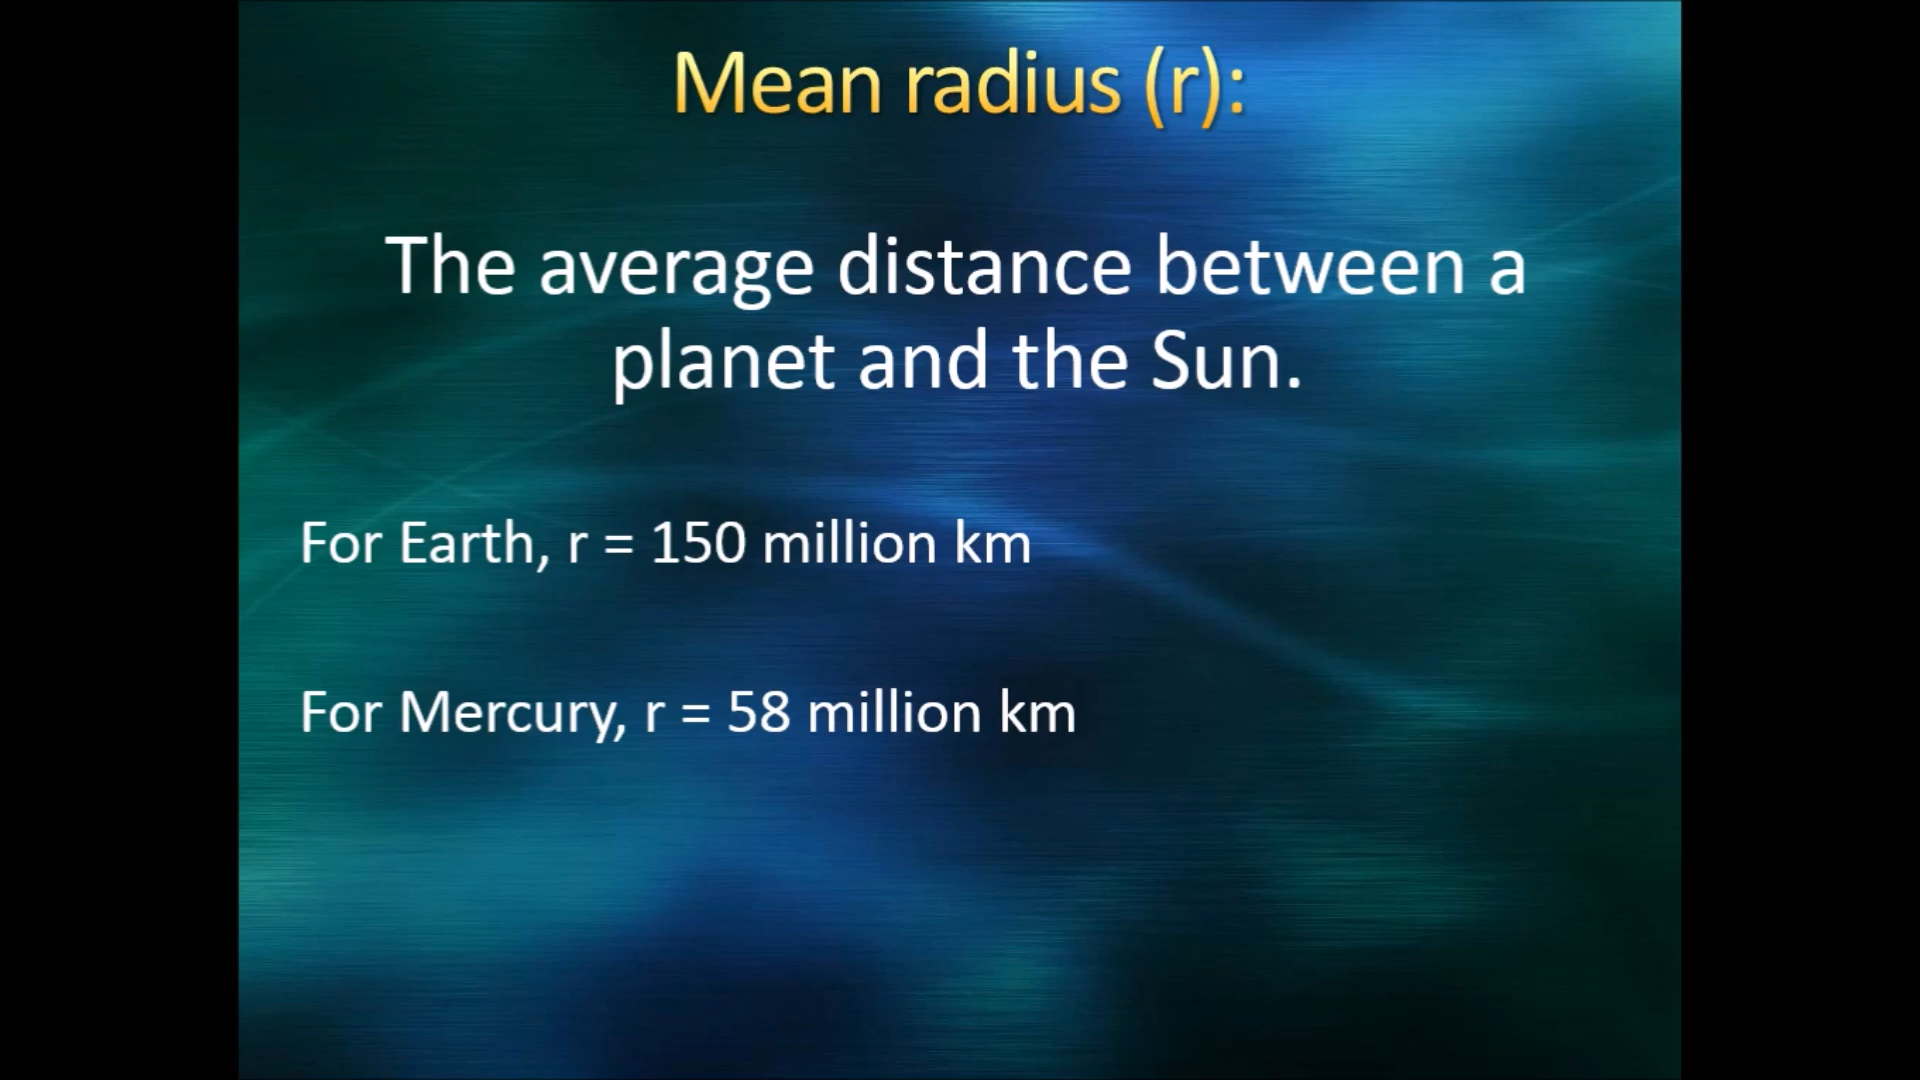 Mean radius (r):
The average distance between a
planet and the Sun.
For Earth, r = 150 million km
For Mercury, r = 58 million km